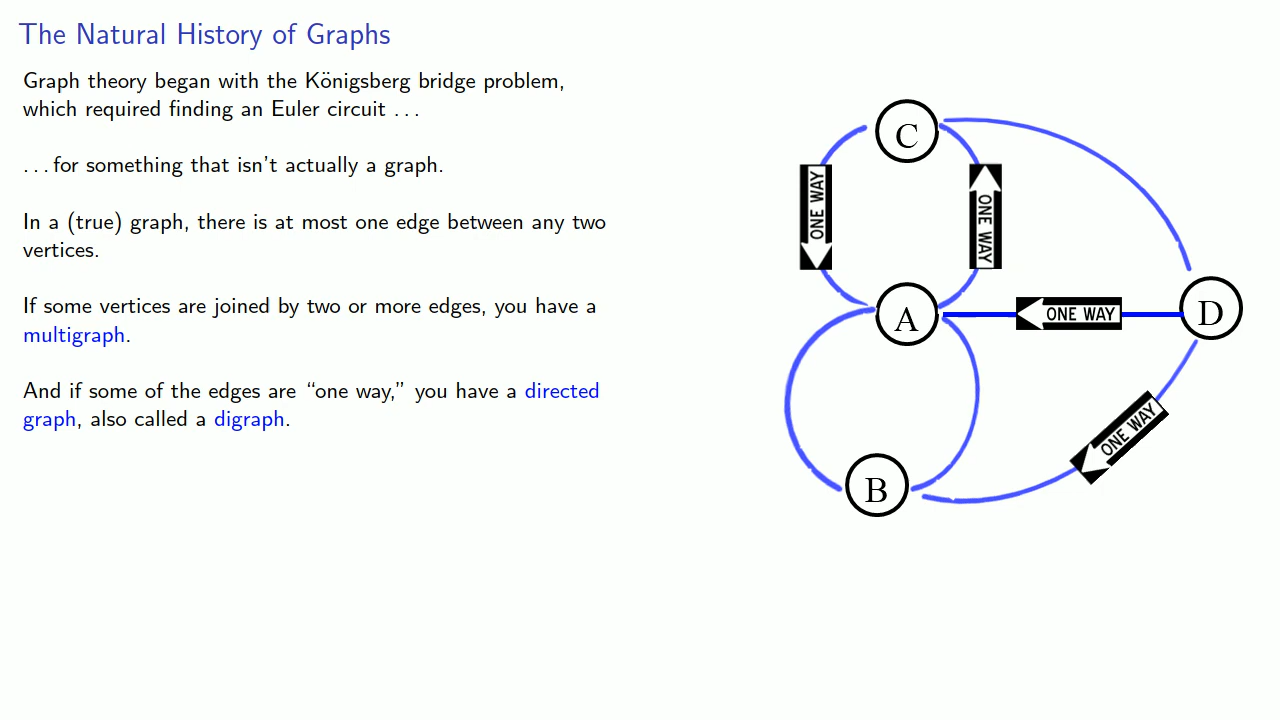 The Natural History of Graphs
Graph theory began with the Königsberg bridge problem,
which required finding an Euler circuit . . .
. . . for something that isn’t actually a graph.
In a (true) graph, there is at most one edge between any two
vertices.
If some vertices are joined by two or more edges, you have a
multigraph.
And if some of the edges are “one way,” you have a directed
graph, also called a digraph.
C
ONE WAY
ONE WAY
A
ONE WAY
D
ONE WAY
B